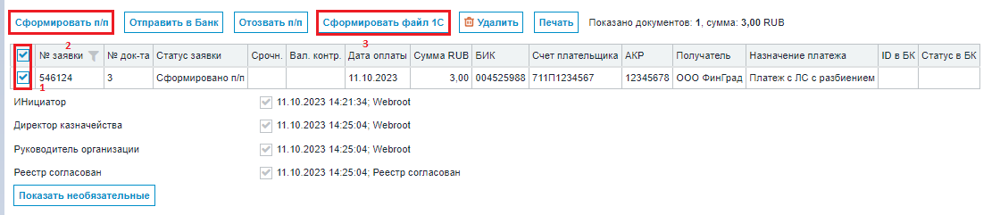 Сформировать п/п Отправить в Банк Отозвать п/п Сформировать файл 1С Удалить Печать Показано документов: 1, сумма: 3,00 RUB
2 3
№ заявки № док-та Статус заявки Срочн. Вал. контр. Дата оплаты Сумма RUB БИК Счет плательщика АКР Получатель Назначение платежа ID в БК Статус в БК
546124 3 Сформировано п/п 11.10.2023 3,00 004525988 711П1234567 12345678 ООО ФинГрад Платеж с ЛС с разбиением
1
ИНициатор 11.10.2023 14:21:34; Webroot
Директор казначейства 11.10.2023 14:25:04; Webroot
Руководитель организации 11.10.2023 14:25:04; Webroot
Реестр согласован 11.10.2023 14:25:04; Реестр согласован
Показать необязательные